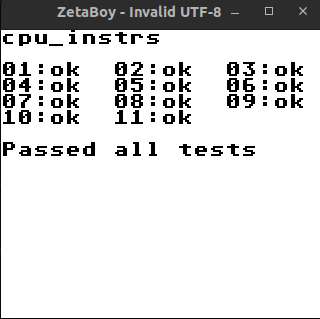 ZetaBoy - Invalid UTF-8
cpu_instrs
01:ok 02:ok 03:ok
04:ok 05:ok 06:ok
07:ok 08:ok 09:ok
10:ok 11:ok
Passed all tests